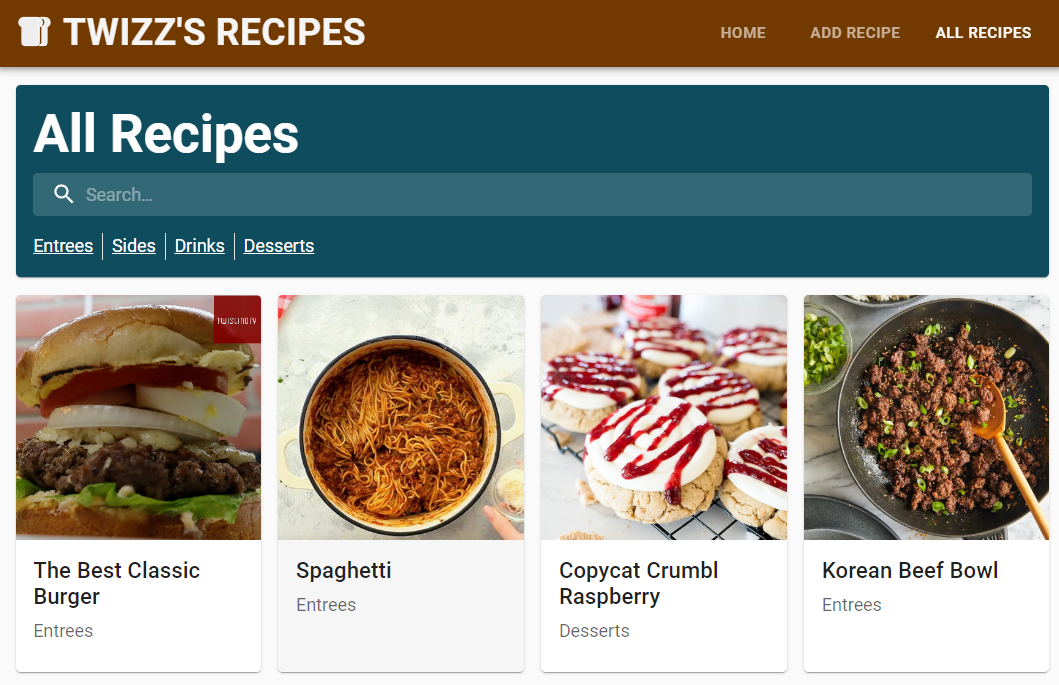 TWIZZ'S RECIPES
HOME ADD RECIPE ALL RECIPES
All Recipes
Search...
Entrees Sides Drinks Desserts
The Best Classic
Burger
Entrees
Spaghetti
Entrees
Copycat Crumbl
Raspberry
Desserts
Korean Beef Bowl
Entrees